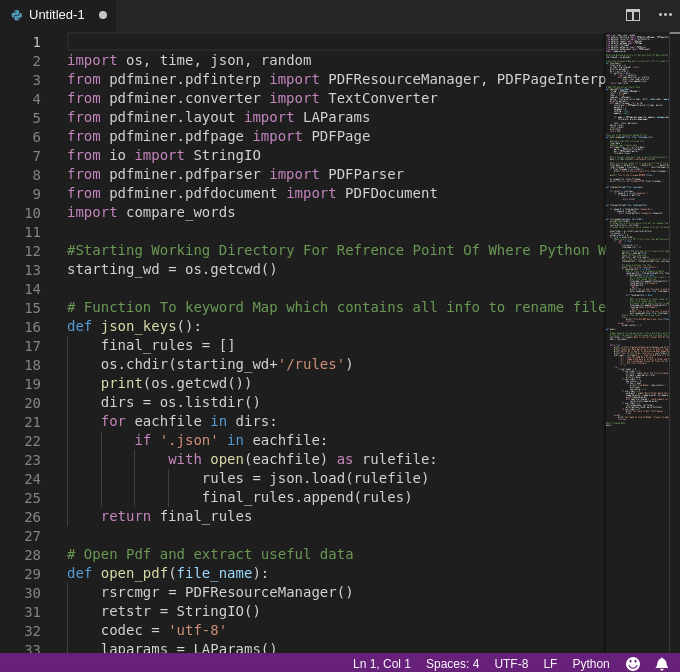 Untitled-1
1
2 import os, time, json, random
3 from pdfminer.pdfinterp import PDFResourceManager, PDFPageInterp
4 from pdfminer.converter import TextConverter
5 from pdfminer.layout import LAParams
6 from pdfminer.pdfpage import PDFPage
7 from io import StringIO
8 from pdfminer.pdfparser import PDFParser
9 from pdfminer.pdfdocument import PDFDocument
10 import compare_words
11
12 #Starting Working Directory For Refrence Point Of Where Python W
13 starting_wd = os.getcwd()
14
15 # Function To keyword Map which contains all info to rename file
16 def json_keys():
17     final_rules = []
18     os.chdir(starting_wd+'/rules')
19     print(os.getcwd())
20     dirs = os.listdir()
21     for eachfile in dirs:
22         if '.json' in eachfile:
23             with open(eachfile) as rulefile:
24                 rules = json.load(rulefile)
25                 final_rules.append(rules)
26     return final_rules
27
28 # Open Pdf and extract useful data
29 def open_pdf(file_name):
30     rsrcmgr = PDFResourceManager()
31     retstr = StringIO()
32     codec = 'utf-8'
33     laparams = LAParams()
Ln 1, Col 1 Spaces: 4 UTF-8 LF Python